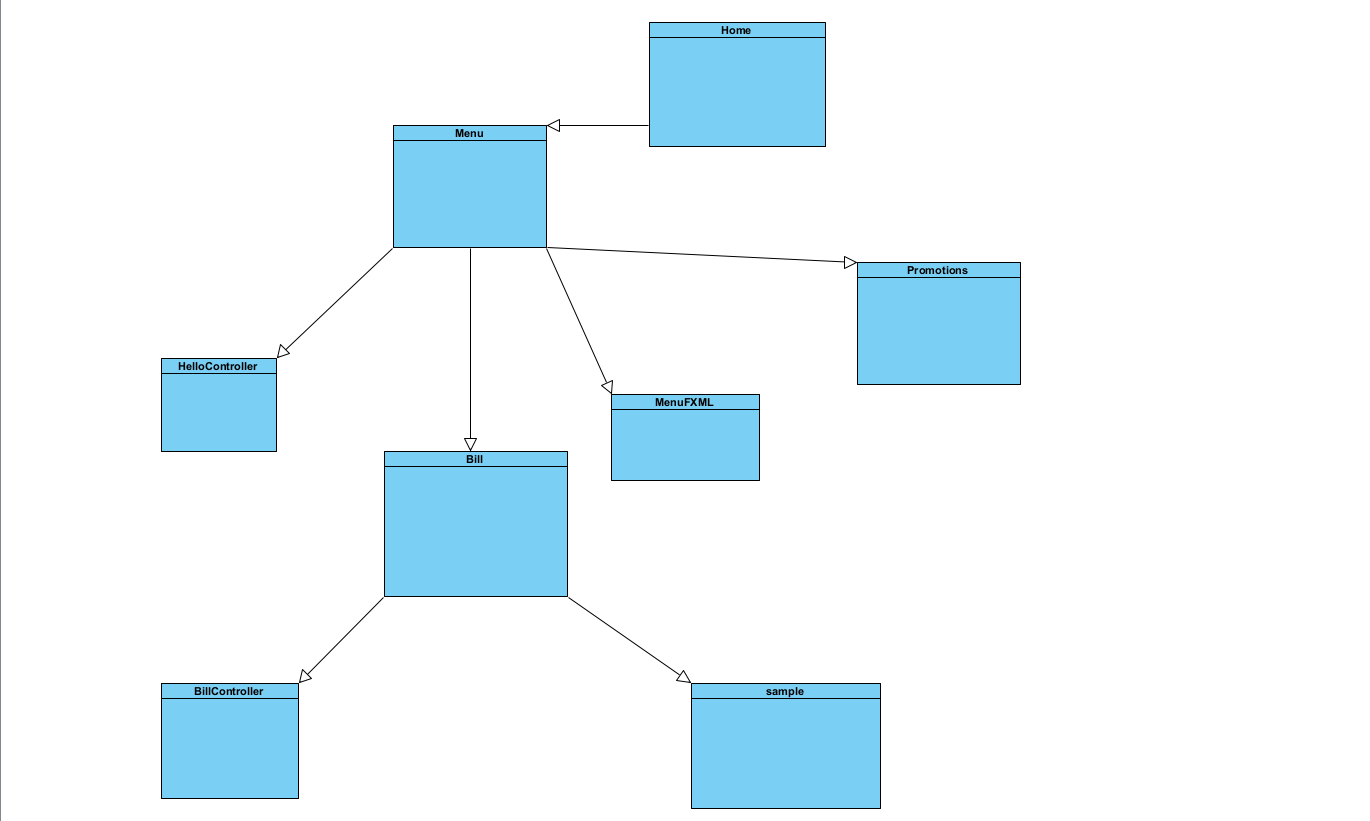 Home
Menu
Promotions
HelloController
MenuFXML
Bill
BillController
sample